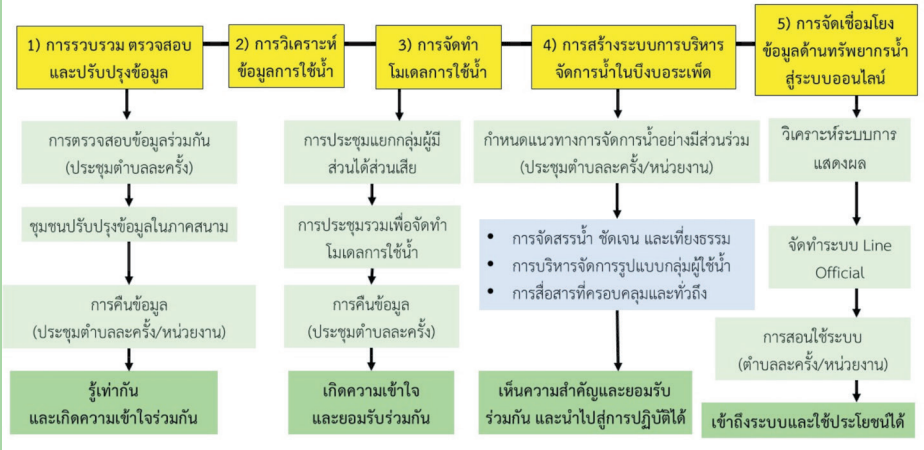 1) การรวบรวม ตรวจสอบ
และปรับปรุงข้อมูล
การตรวจสอบข้อมูลร่วมกัน
(ประชุมตำบลละครั้ง)
ชุมชนปรับปรุงข้อมูลในภาคสนาม
การคืนข้อมูล
(ประชุมตำบลละครั้ง/หน่วยงาน)
รู้เท่ากัน
และเกิดความเข้าใจร่วมกัน
2) การวิเคราะห์
ข้อมูลการใช้น้ำ
3) การจัดทำ
โมเดลการใช้น้ำ
การประชุมแยกกลุ่มผู้มี
ส่วนได้ส่วนเสีย
การประชุมรวมเพื่อจัดทำ
โมเดลการใช้น้ำ
การคืนข้อมูล
(ประชุมตำบลละครั้ง)
เกิดความเข้าใจ
และยอมรับร่วมกัน
4) การสร้างระบบการบริหาร
จัดการน้ำในบึงบอระเพ็ด
กำหนดแนวทางการจัดการน้ำอย่างมีส่วนร่วม
(ประชุมตำบลละครั้ง/หน่วยงาน)
• การจัดสรรน้ำ ชัดเจน และเที่ยงธรรม
• การบริหารจัดการรูปแบบกลุ่มผู้ใช้น้ำ
• การสื่อสารที่ครอบคลุมและทั่วถึง
เห็นความสำคัญและยอมรับ
ร่วมกัน และนำไปสู่การปฏิบัติได้
5) การจัดเชื่อมโยง
ข้อมูลด้านทรัพยากรน้ำ
สู่ระบบออนไลน์
วิเคราะห์ระบบการ
แสดงผล
จัดทำระบบ Line
Official
การสอนใช้ระบบ
(ตำบลละครั้ง/หน่วยงาน)
เข้าถึงระบบและใช้ประโยชน์ได้